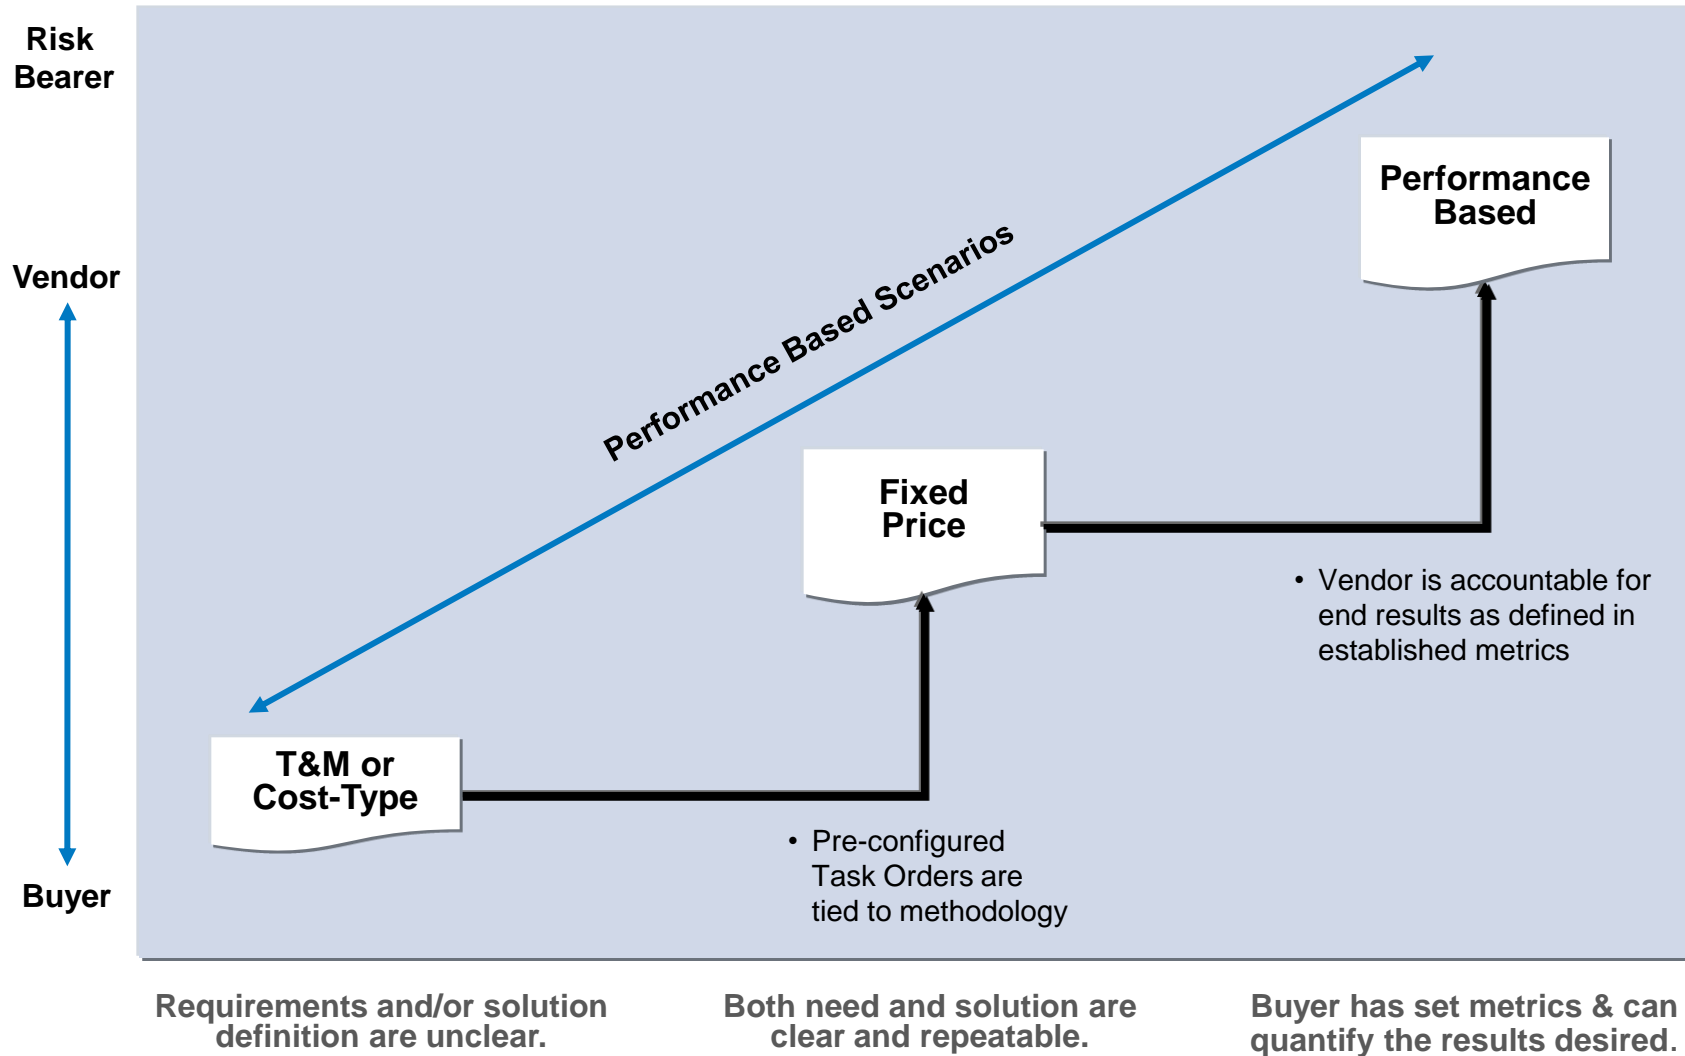 Risk
Bearer
Performance
Based
Performance Based Scenarios
Vendor
Fixed
Price
• Vendor is accountable for
end results as defined in
established metrics
T&M or
Cost-Type
• Pre-configured
Task Orders are
tied to methodology
Buyer
Requirements and/or solution
definition are unclear.
Both need and solution are
clear and repeatable.
Buyer has set metrics & can
quantify the results desired.